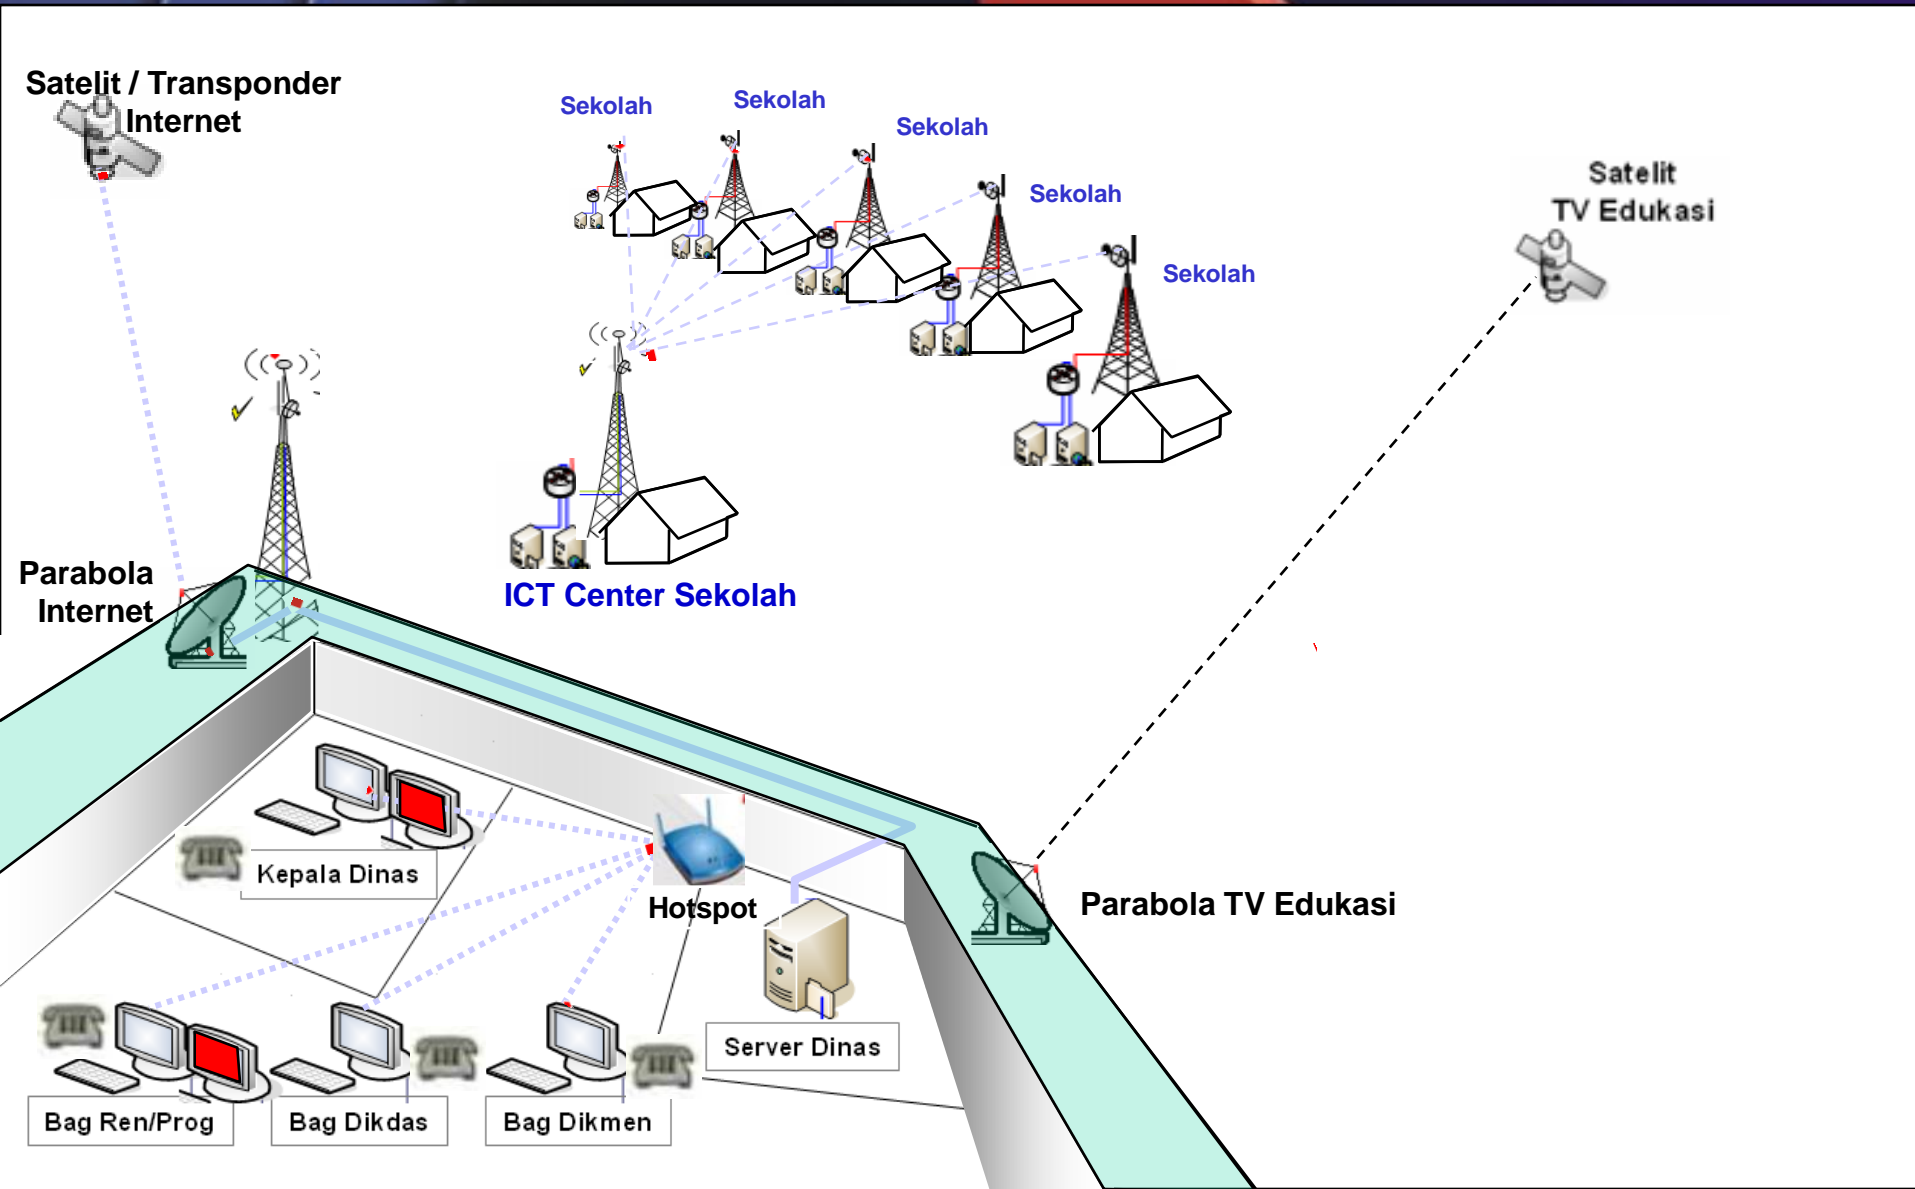 Satelit / Transponder
Internet
Sekolah
Sekolah
Sekolah
Sekolah
Sekolah
Satelit
TV Edukasi
Parabola
Internet
ICT Center Sekolah
Kepala Dinas
Hotspot
Parabola TV Edukasi
Server Dinas
Bag Ren/Prog
Bag Dikdas
Bag Dikmen